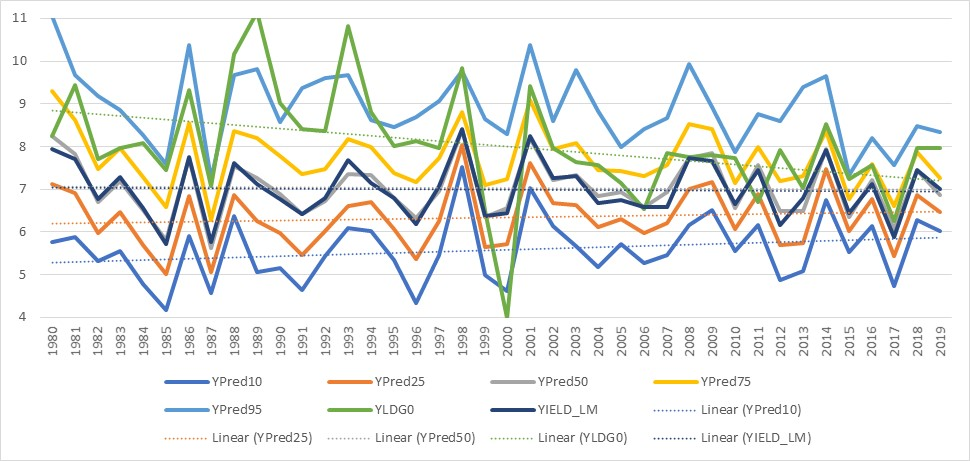 11
10
9
8
7
6
5
4
1980 1981 1982 1983 1984 1985 1986 1987 1988 1989 1990 1991 1992 1993 1994 1995 1996 1997 1998 1999 2000 2001 2002 2003 2004 2005 2006 2007 2008 2009 2010 2011 2012 2013 2014 2015 2016 2017 2018 2019
YPred10 YPred25 YPred50 YPred75
YPred95 YLDG0 YIELD_LM Linear (YPred10)
Linear (YPred25) Linear (YPred50) Linear (YLDG0) Linear (YIELD_LM)